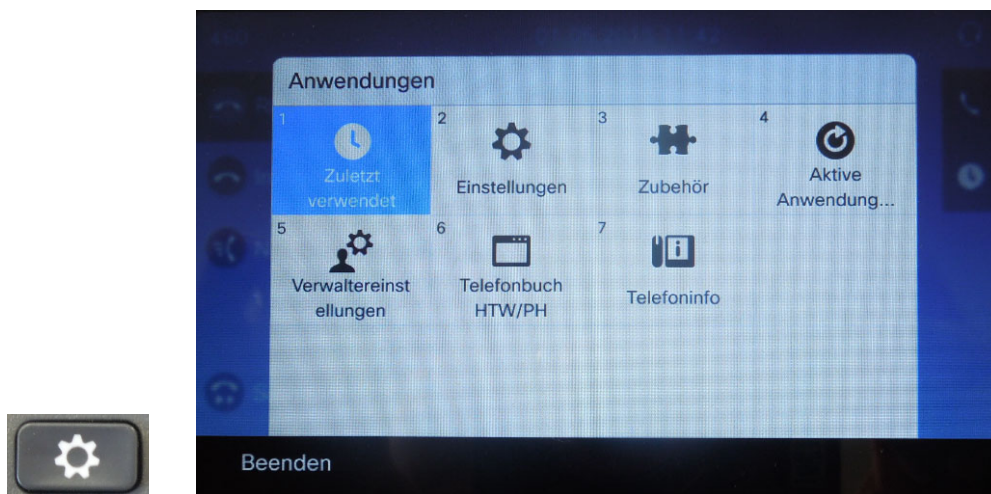 Anwendungen
1
2
3
4
Zuletzt
verwendet
Einstellungen
Zubehör
Aktive
Anwendung...
5
6
7
Verwaltereinst
ellungen
Telefonbuch
HTW/PH
Telefoninfo
Beenden